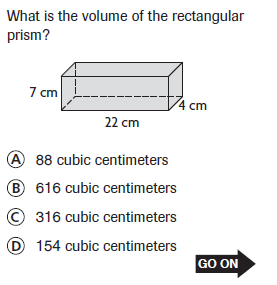 What is the volume of the rectangular
prism?
7 cm
4 cm
22 cm
A 88 cubic centimeters
B 616 cubic centimeters
C 316 cubic centimeters
D 154 cubic centimeters
GO ON